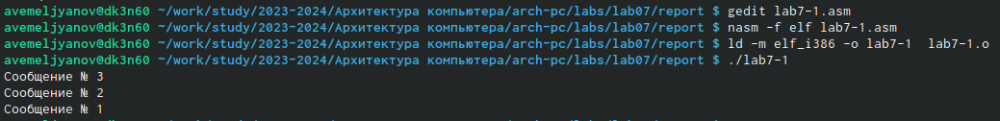 avemeljyanov@dk3n60 ~/work/study/2023-2024/Архитектура компьютера/arch-pc/labs/lab07/report $ gedit lab7-1.asm
avemeljyanov@dk3n60 ~/work/study/2023-2024/Архитектура компьютера/arch-pc/labs/lab07/report $ nasm -f elf lab7-1.asm
avemeljyanov@dk3n60 ~/work/study/2023-2024/Архитектура компьютера/arch-pc/labs/lab07/report $ ld -m elf_i386 -o lab7-1  lab7-1.o
avemeljyanov@dk3n60 ~/work/study/2023-2024/Архитектура компьютера/arch-pc/labs/lab07/report $ ./lab7-1
Сообщение № 3
Сообщение № 2
Сообщение № 1